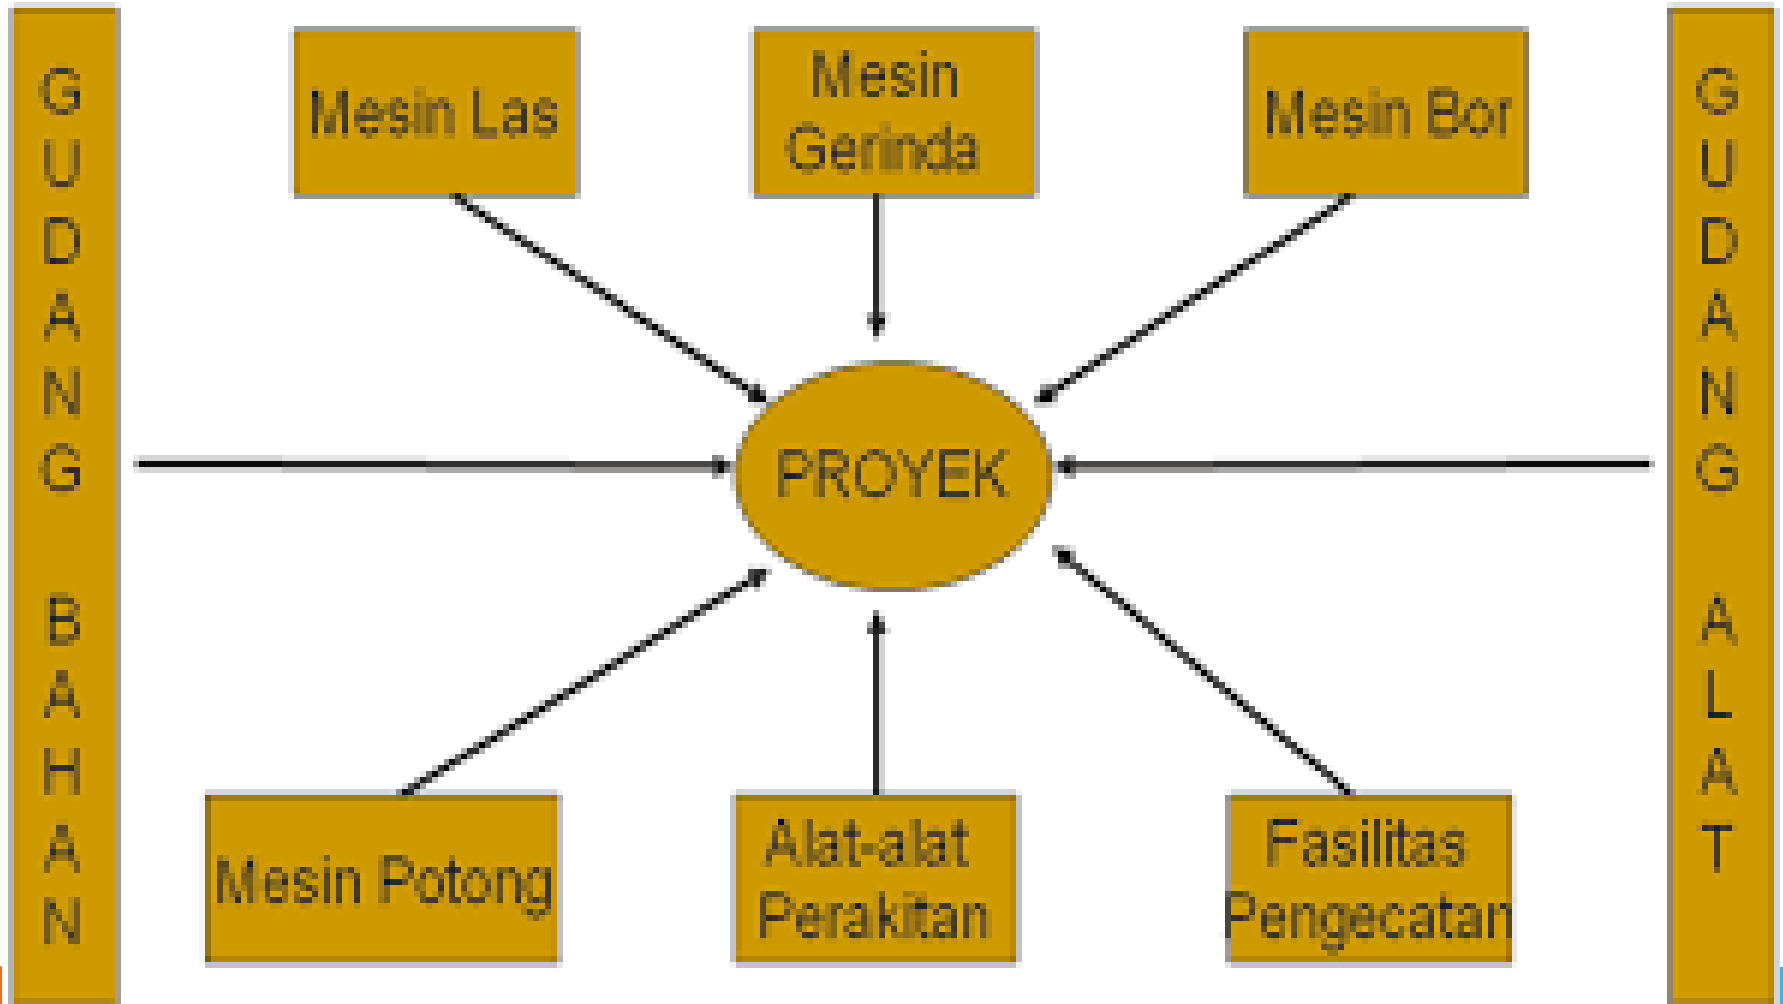 GUDANG BAHAN
Mesin Las
Mesin
Gerinda
Mesin Bor
GUDANG ALAT
PROYEK
Mesin Potong
Alat-alat
Perakitan
Fasilitas
Pengecatan